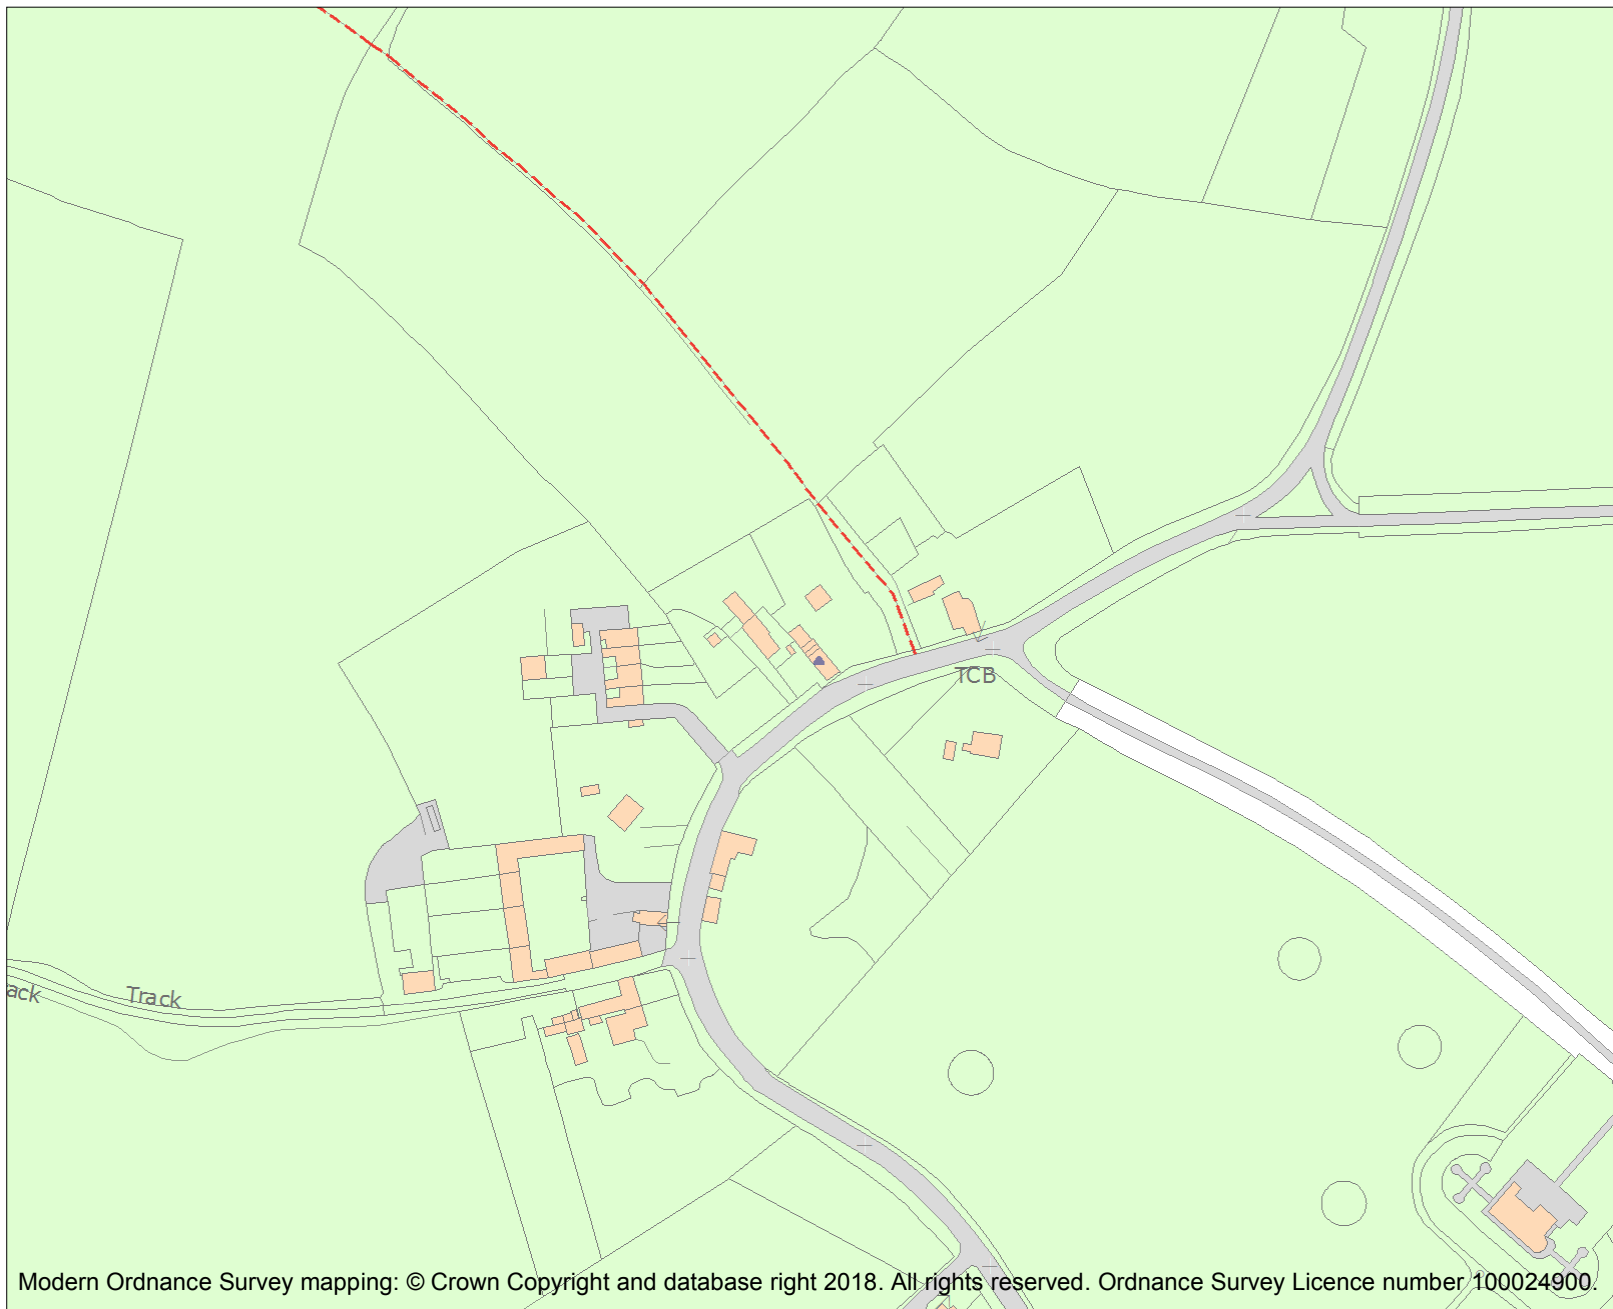 TCB
ack
Track
Modern Ordnance Survey mapping: © Crown Copyright and database right 2018. All rights reserved. Ordnance Survey Licence number 100024900.